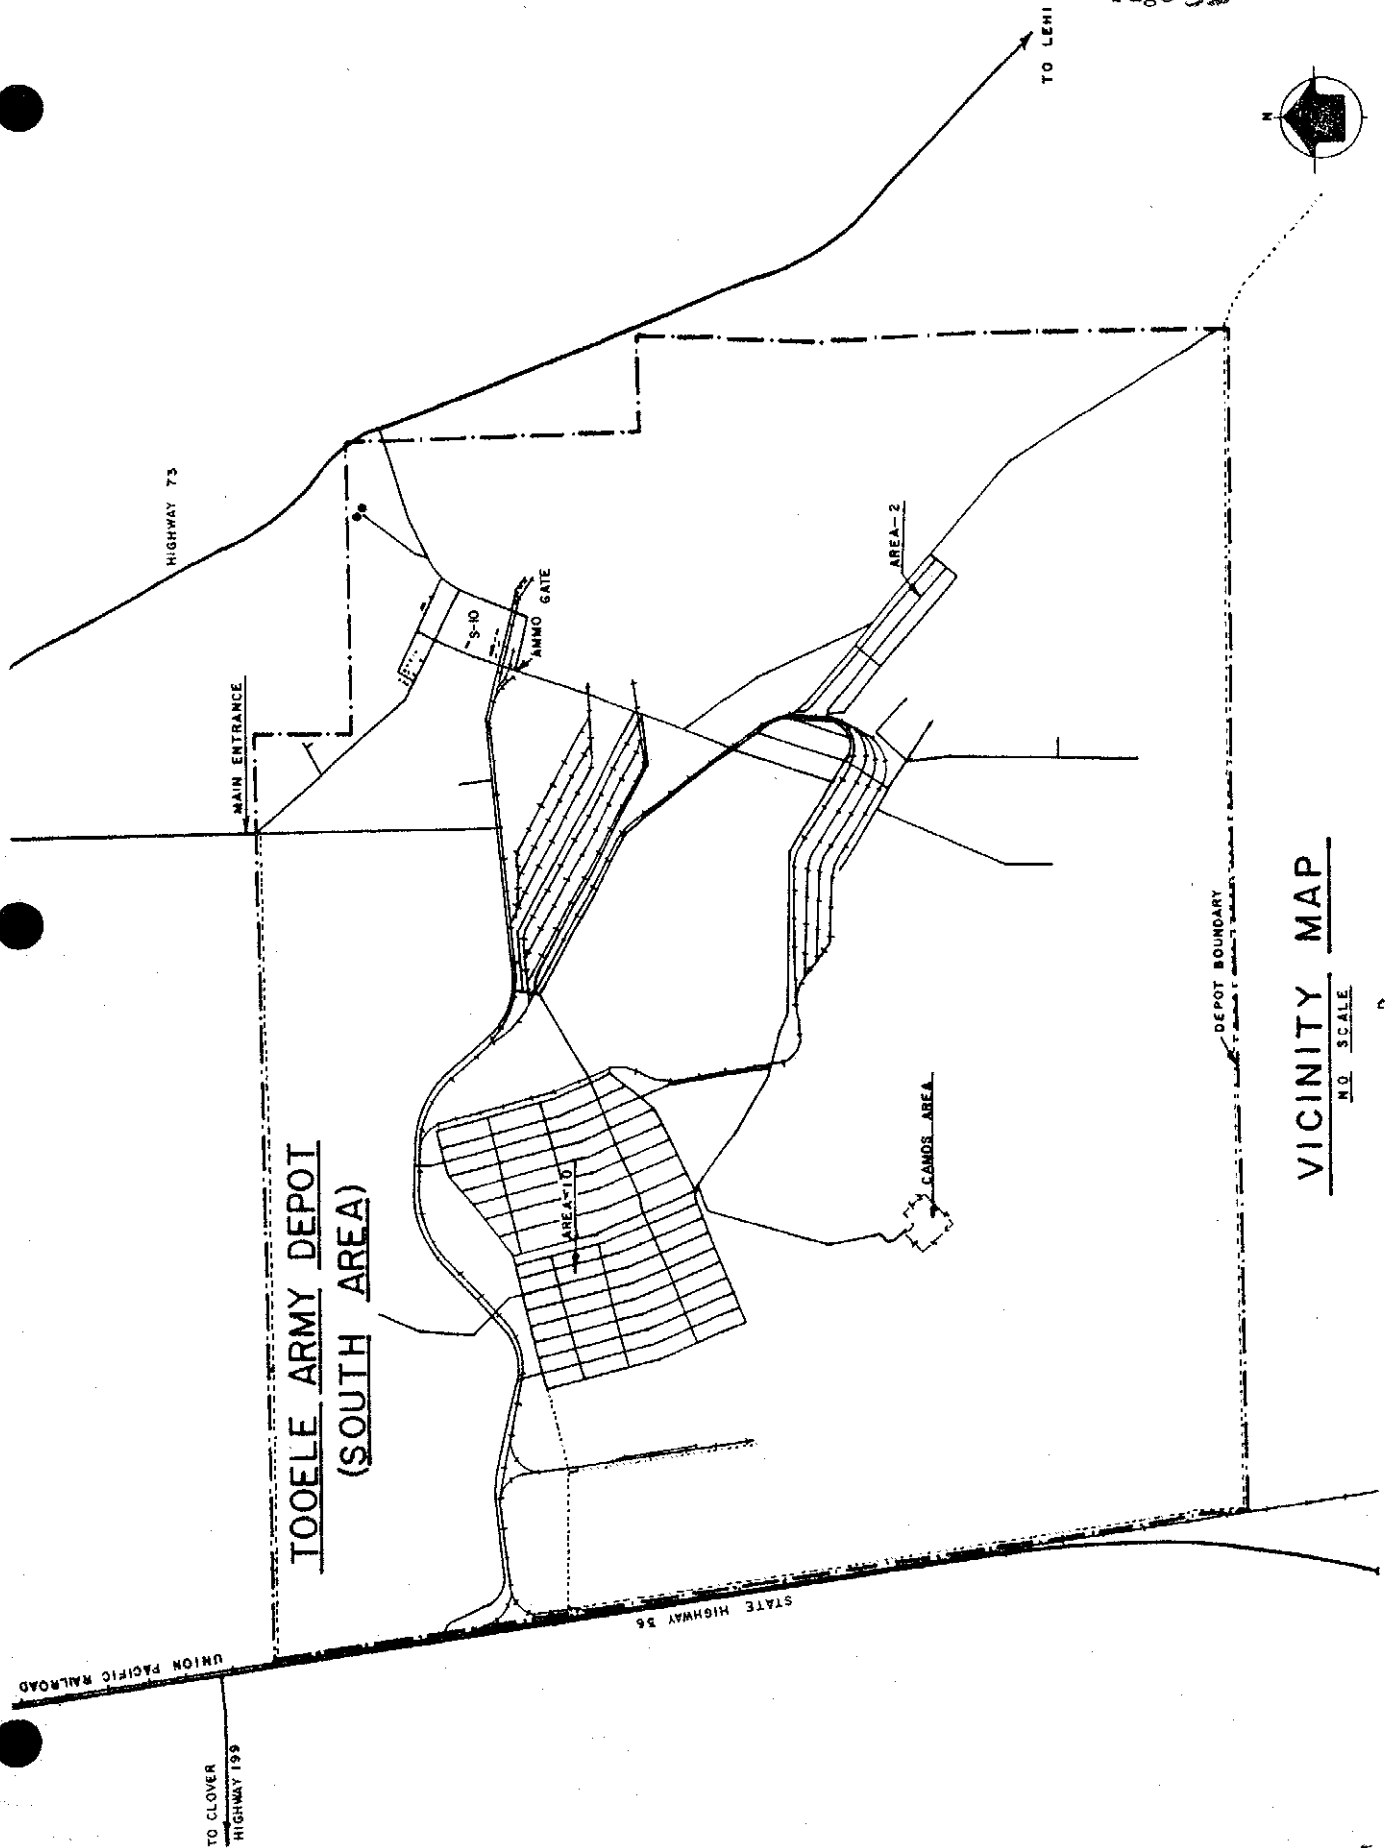 TO LEHI
N
HIGHWAY 73
MAIN ENTRANCE
S-10
AMMO GATE
AREA-2
TOOELE ARMY DEPOT
(SOUTH AREA)
AREA-10
CAMDS AREA
DEPOT BOUNDARY
UNION PACIFIC RAILROAD
STATE HIGHWAY 36
TO CLOVER
HIGHWAY 199
VICINITY MAP
NO SCALE